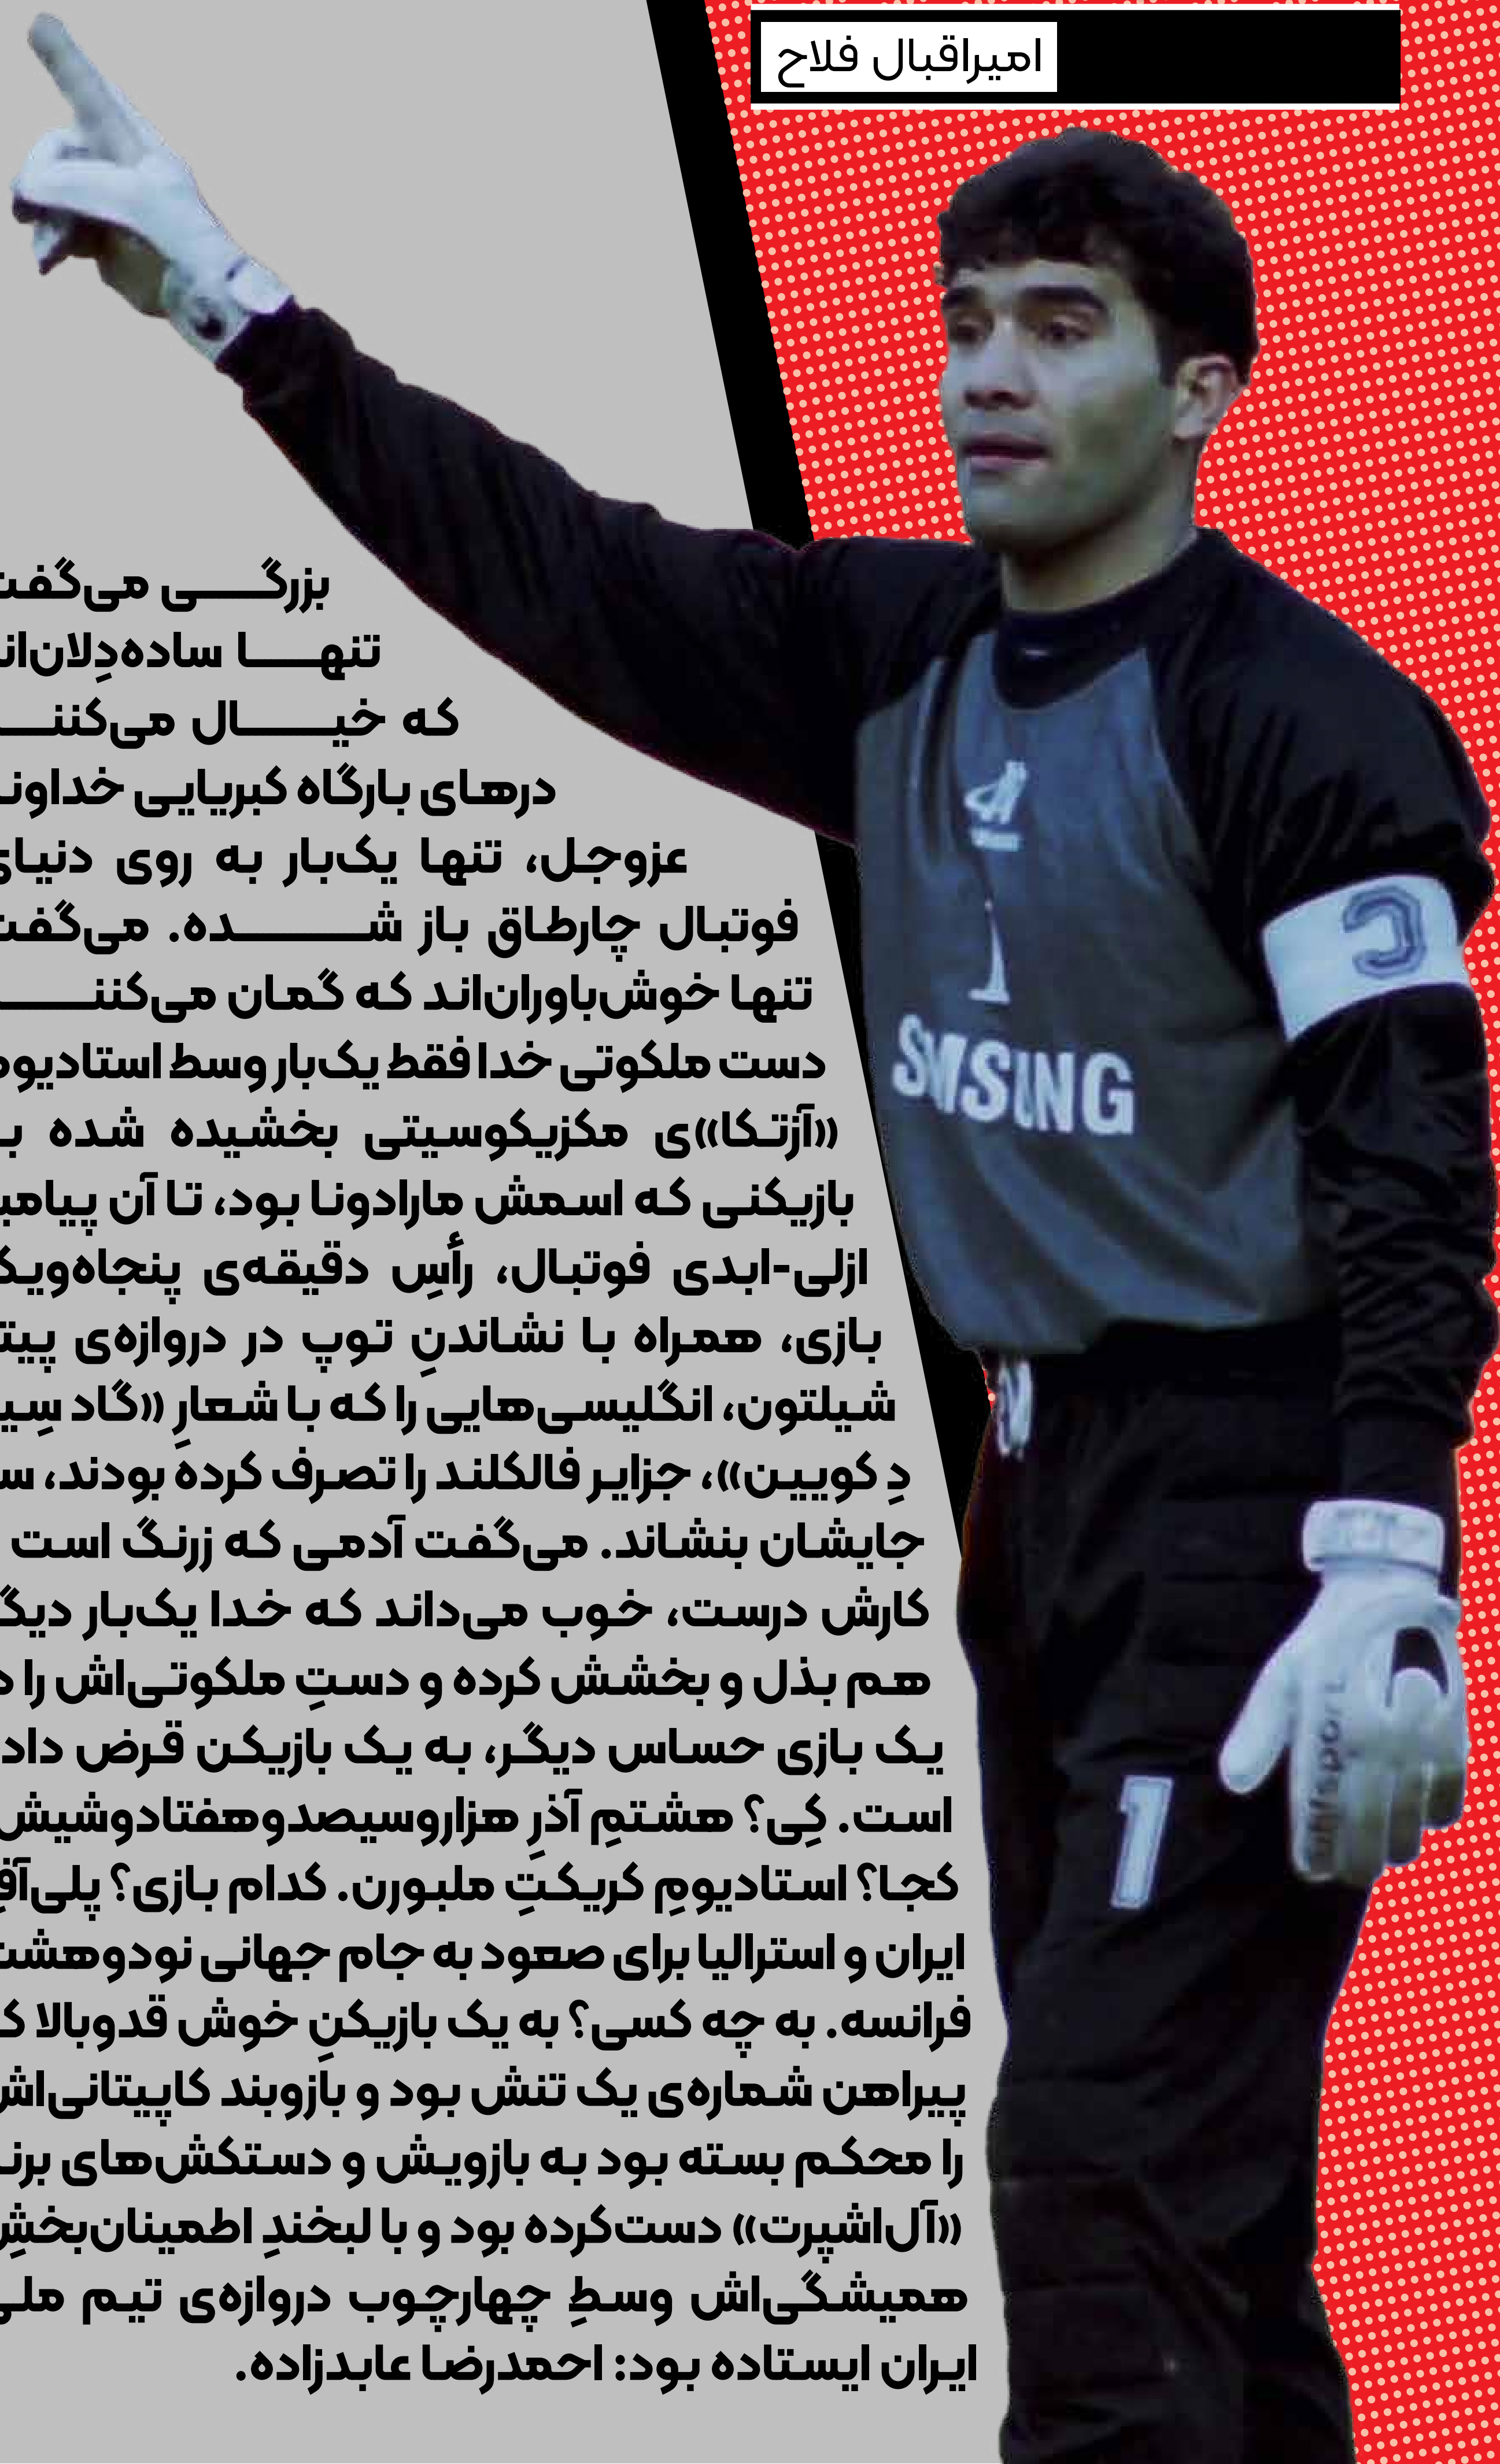 امیراقبال فلاح
بزرگی می‌گفت
تنها ساده‌دِلان‌اند
که خیال می‌کنند
درهای بارگاه کبریایی خداوند
عزوجل، تنها یک‌بار به روی دنیای
فوتبال چارطاق باز شده. می‌گفت
تنها خوش‌باوران‌اند که گمان می‌کنند
دست ملکوتی خدا فقط یک‌بار وسط استادیوم
«آزتکا»ی مکزیکوسیتی بخشیده شده به
بازیکنی که اسمش مارادونا بود، تا آن پیامبر
ازلی-ابدی فوتبال، رأسِ دقیقه‌ی پنجاه‌ویک
بازی، همراه با نشاندنِ توپ در دروازه‌ی پیتر
شیلتون، انگلیسی‌هایی را که با شعارِ «گاد سِیو
دِ کویین»، جزایر فالکلند را تصرف کرده بودند، سر
جایشان بنشاند. می‌گفت آدمی که زرنگ است
کارش درست، خوب می‌داند که خدا یک‌بار دیگر
هم بذل و بخشش کرده و دستِ ملکوتی‌اش را در
یک بازی حساس دیگر، به یک بازیکن قرض داده
است. کِی؟ هشتمِ آذرِ هزاروسیصدوهفتادوشیش.
کجا؟ استادیومِ کریکتِ ملبورن. کدام بازی؟ پلی‌آفِ
ایران و استرالیا برای صعود به جام جهانی نودوهشت
فرانسه. به چه کسی؟ به یک بازیکنِ خوش قدوبالا که
پیراهن شماره‌ی یک تنش بود و بازوبند کاپیتانی‌اش
را محکم بسته بود به بازویش و دستکش‌های برند
«آل‌اشپرت» دست‌کرده بود و با لبخندِ اطمینان‌بخشِ
همیشگی‌اش وسطِ چهارچوب دروازه‌ی تیم ملی
ایران ایستاده بود: احمدرضا عابدزاده.
C
1
SMSUNG
1